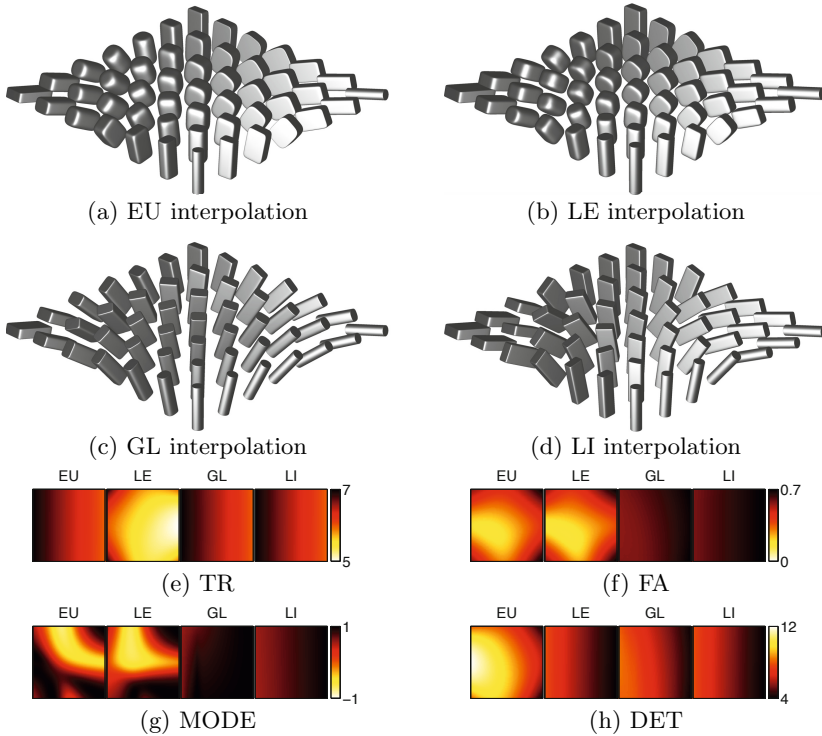 (a) EU interpolation
(b) LE interpolation
(c) GL interpolation
(d) LI interpolation
EU LE GL LI
7
5
(e) TR
EU LE GL LI
0.7
0
(f) FA
EU LE GL LI
1
−1
(g) MODE
EU LE GL LI
12
4
(h) DET